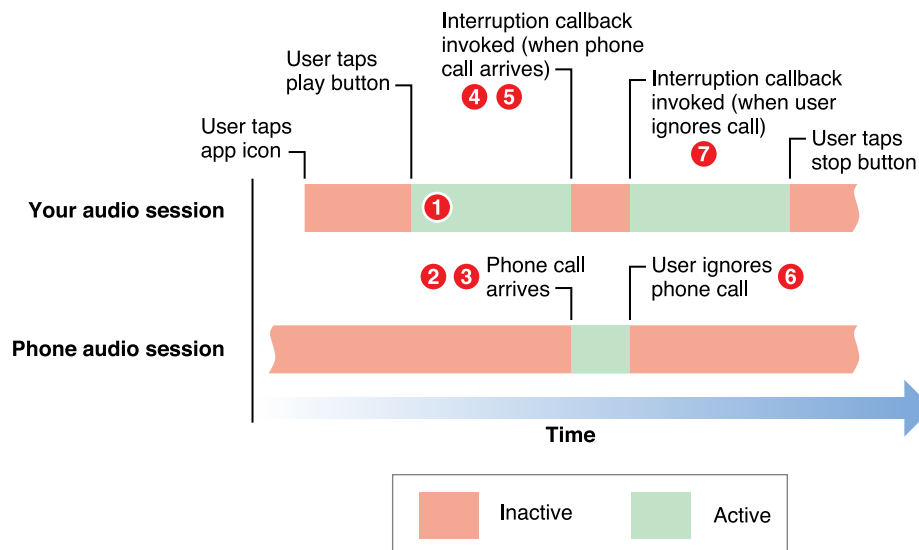 Interruption callback
invoked (when phone
call arrives)
4 5
User taps
play button
Interruption callback
invoked (when user
ignores call)
7
User taps
app icon
User taps
stop button
Your audio session
1
2 3
Phone call
arrives
User ignores
phone call
6
Phone audio session
Time
Inactive
Active